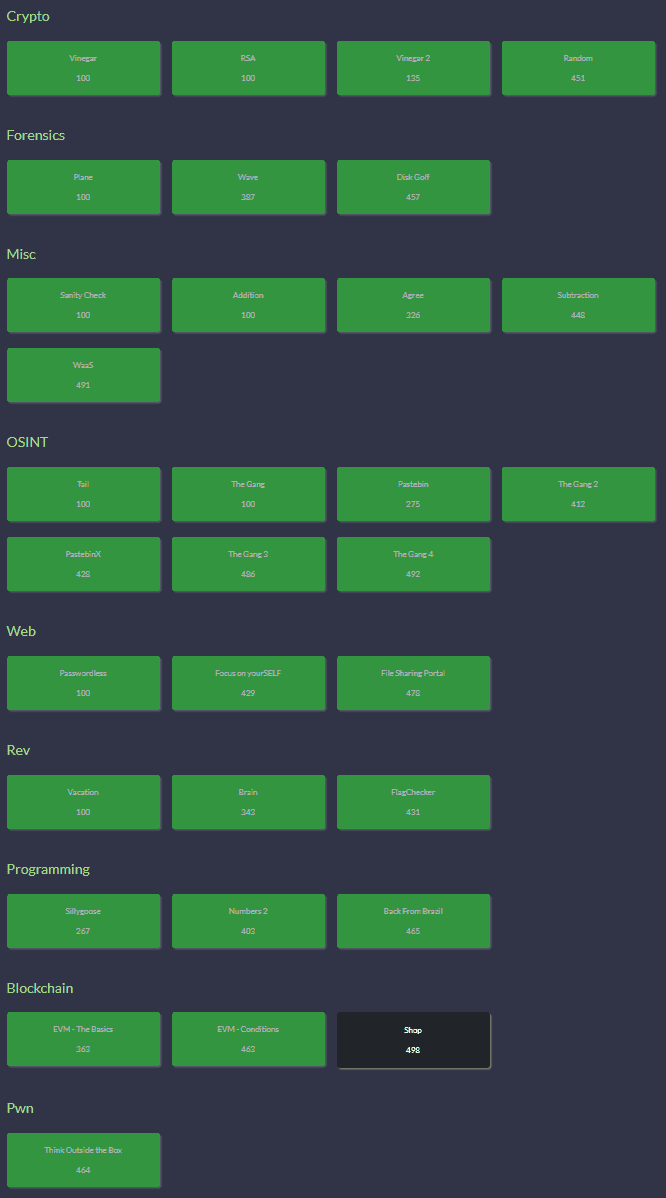 Crypto
Vinegar
100
RSA
100
Vinegar 2
135
Random
451
Forensics
Plane
100
Wave
387
Disk Golf
457
Misc
Sanity Check
100
Addition
100
Agree
326
Subtraction
448
WaaS
491
OSINT
Tail
100
The Gang
100
Pastebin
275
The Gang 2
412
PastebinX
428
The Gang 3
486
The Gang 4
492
Web
Passwordless
100
Focus on yourSELF
429
File Sharing Portal
478
Rev
Vacation
100
Brain
343
FlagChecker
431
Programming
Sillygoose
267
Numbers 2
403
Back From Brazil
465
Blockchain
EVM - The Basics
363
EVM - Conditions
463
Shop
498
Pwn
Think Outside the Box
464